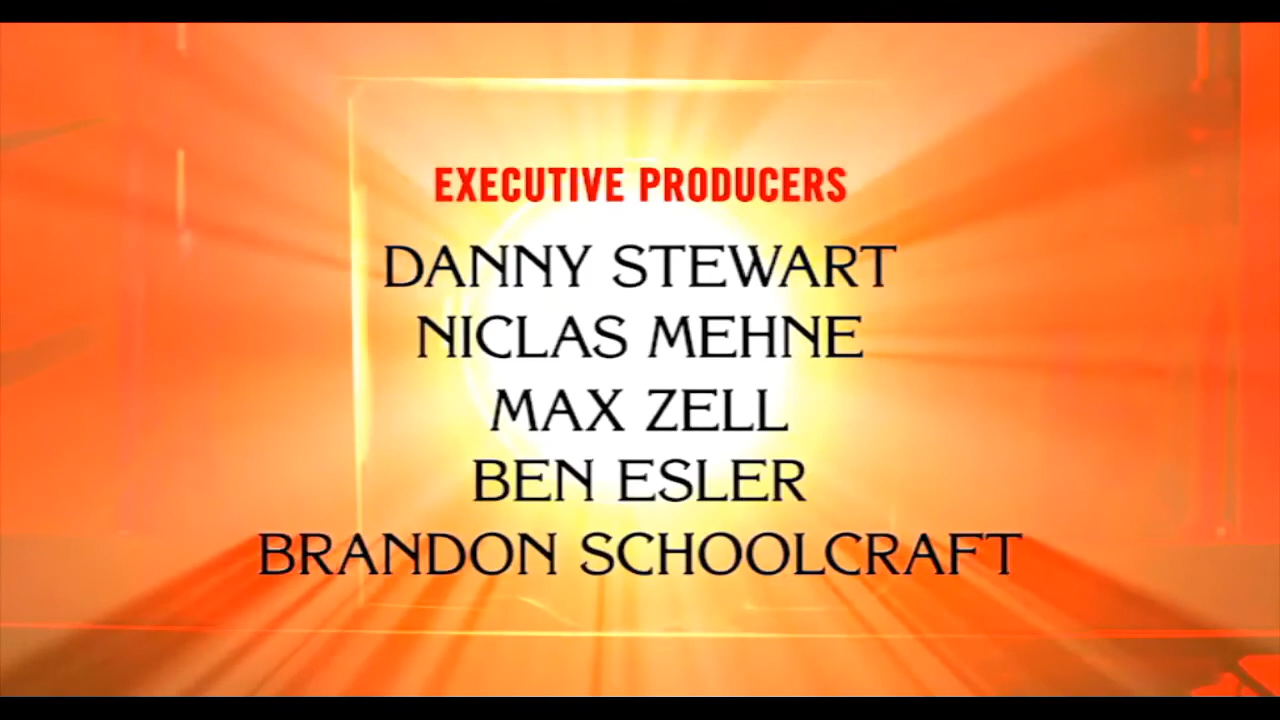 EXECUTIVE PRODUCERS
DANNY STEWART
NICLAS MEHNE
MAX ZELL
BEN ESLER
BRANDON SCHOOLCRAFT